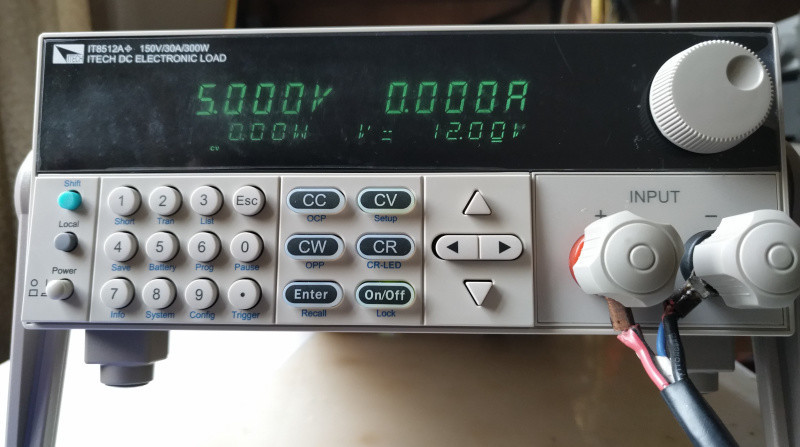 IT8512A+ 150V/30A/300W
ITECH ITECH DC ELECTRONIC LOAD
5.000V 0.000A
0.00W V= 12.00V
CV
Shift
1 2 3 Esc
Short Tran List
CC CV
OCP Setup
INPUT
+ −
Local
4 5 6 0
Save Battery Prog Pause
CW CR
OPP CR-LED
Power
7 8 9 •
Info System Config Trigger
Enter On/Off
Recall Lock